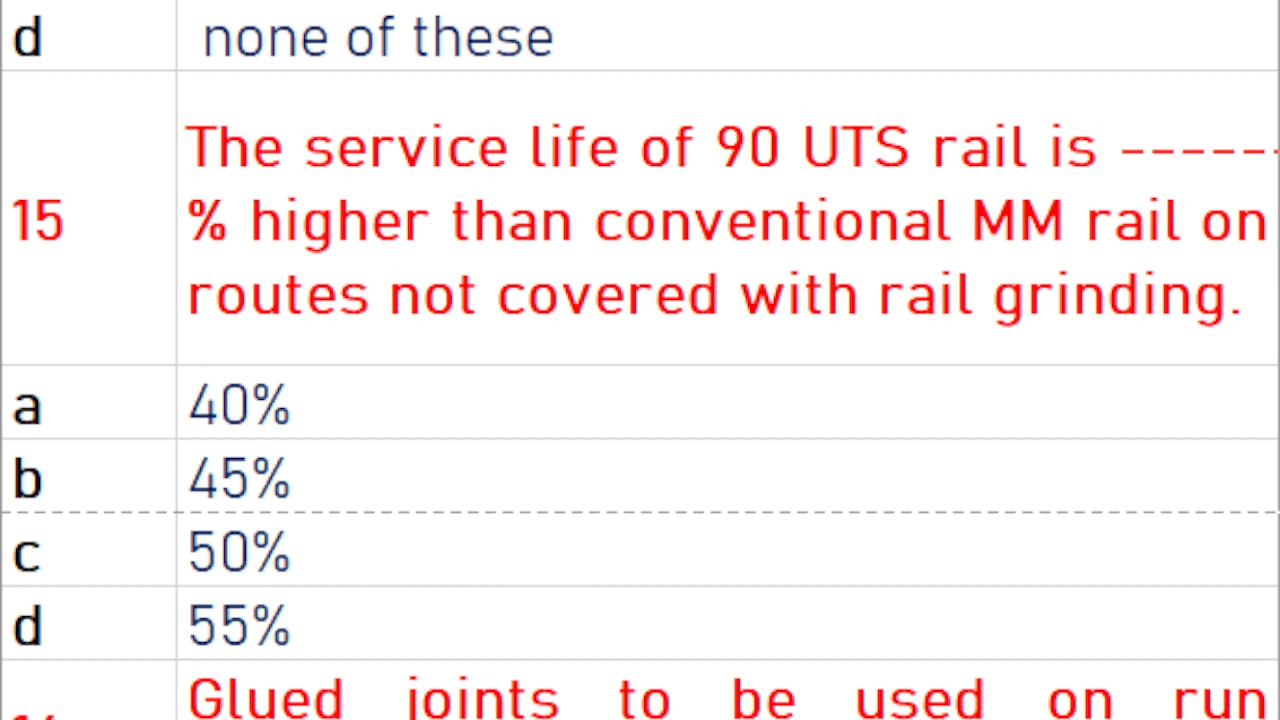 d none of these
The service life of 90 UTS rail is ------
15 % higher than conventional MM rail on
routes not covered with rail grinding.
a 40%
b 45%
c 50%
d 55%
Glued joints to be used on run